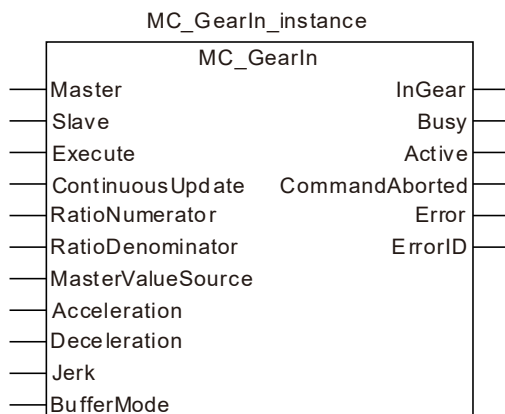 MC_GearIn_instance
MC_GearIn
Master InGear
Slave Busy
Execute Active
ContinuousUpdate CommandAborted
RatioNumerator Error
RatioDenominator ErrorID
MasterValueSource
Acceleration
Deceleration
Jerk
BufferMode